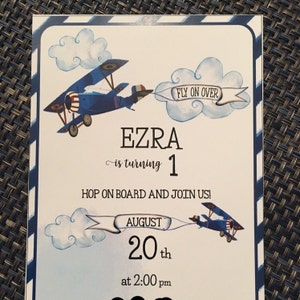 FLY ON OVER
EZRA
is turning 1
HOP ON BOARD AND JOIN US!
AUGUST
20th
at 2:00 pm